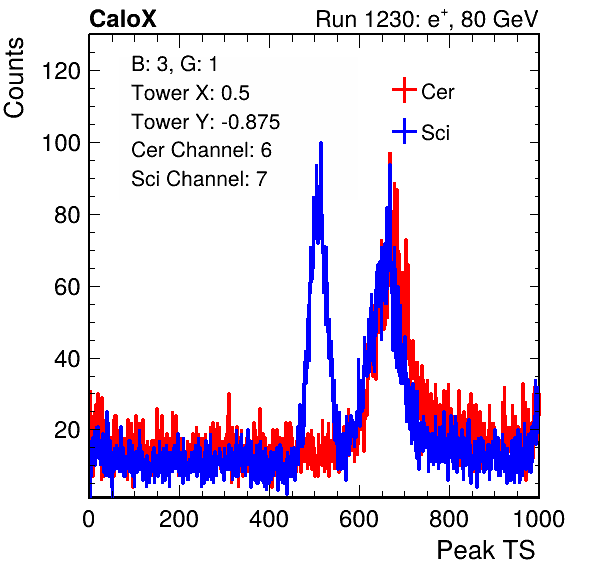 CaloX Run 1230: e⁺, 80 GeV
B: 3, G: 1
Tower X: 0.5
Tower Y: -0.875
Cer Channel: 6
Sci Channel: 7
Cer
Sci
Counts
120
100
80
60
40
20
0 200 400 600 800 1000
Peak TS